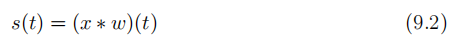 s(t) = (x ∗ w)(t) (9.2)